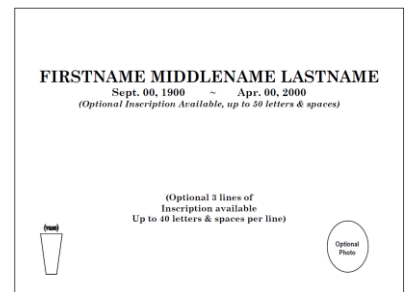 FIRSTNAME MIDDLENAME LASTNAME
Sept. 00, 1900 ~ Apr. 00, 2000
(Optional Inscription Available, up to 50 letters & spaces)
(Optional 3 lines of
Inscription available
Up to 40 letters & spaces per line)
(vase)
Optional
Photo